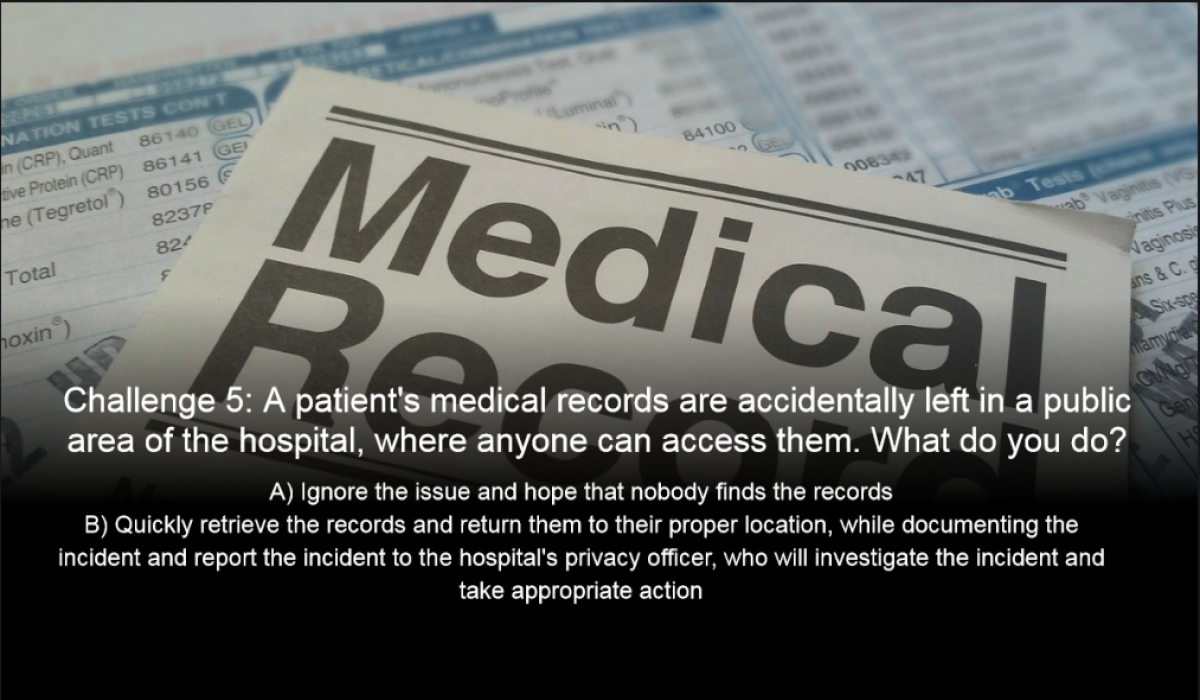 NATION TESTS CON'T
in (CRP), Quant 86140 (GEL)
tive Protein (CRP) 86141
ne (Tegretol®) 80156
Total
84100
008342
Medical
Record
Challenge 5: A patient's medical records are accidentally left in a public
area of the hospital, where anyone can access them. What do you do?
A) Ignore the issue and hope that nobody finds the records
B) Quickly retrieve the records and return them to their proper location, while documenting the
incident and report the incident to the hospital's privacy officer, who will investigate the incident and
take appropriate action